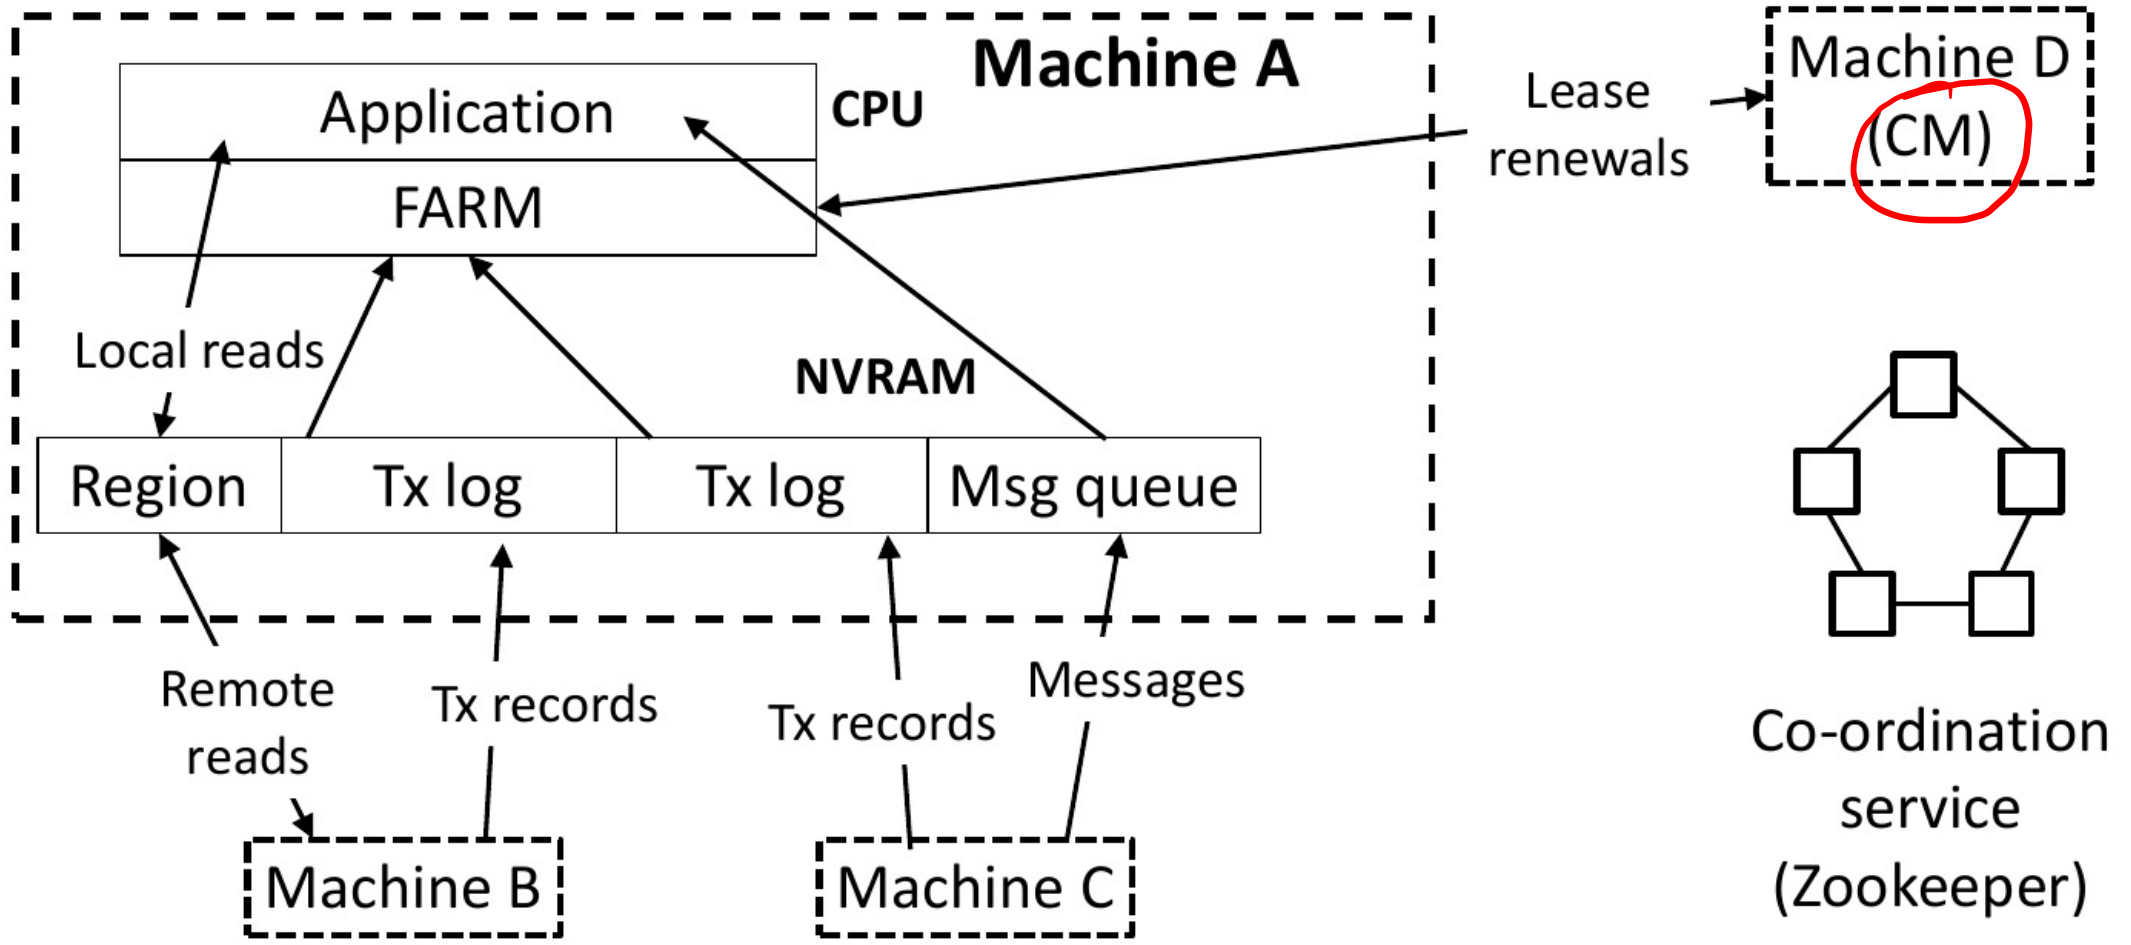 Machine A
Application
CPU
FARM
Lease
renewals
Machine D
(CM)
Local reads
NVRAM
Region
Tx log
Tx log
Msg queue
Remote
reads
Tx records
Tx records
Messages
Machine B
Machine C
Co-ordination
service
(Zookeeper)